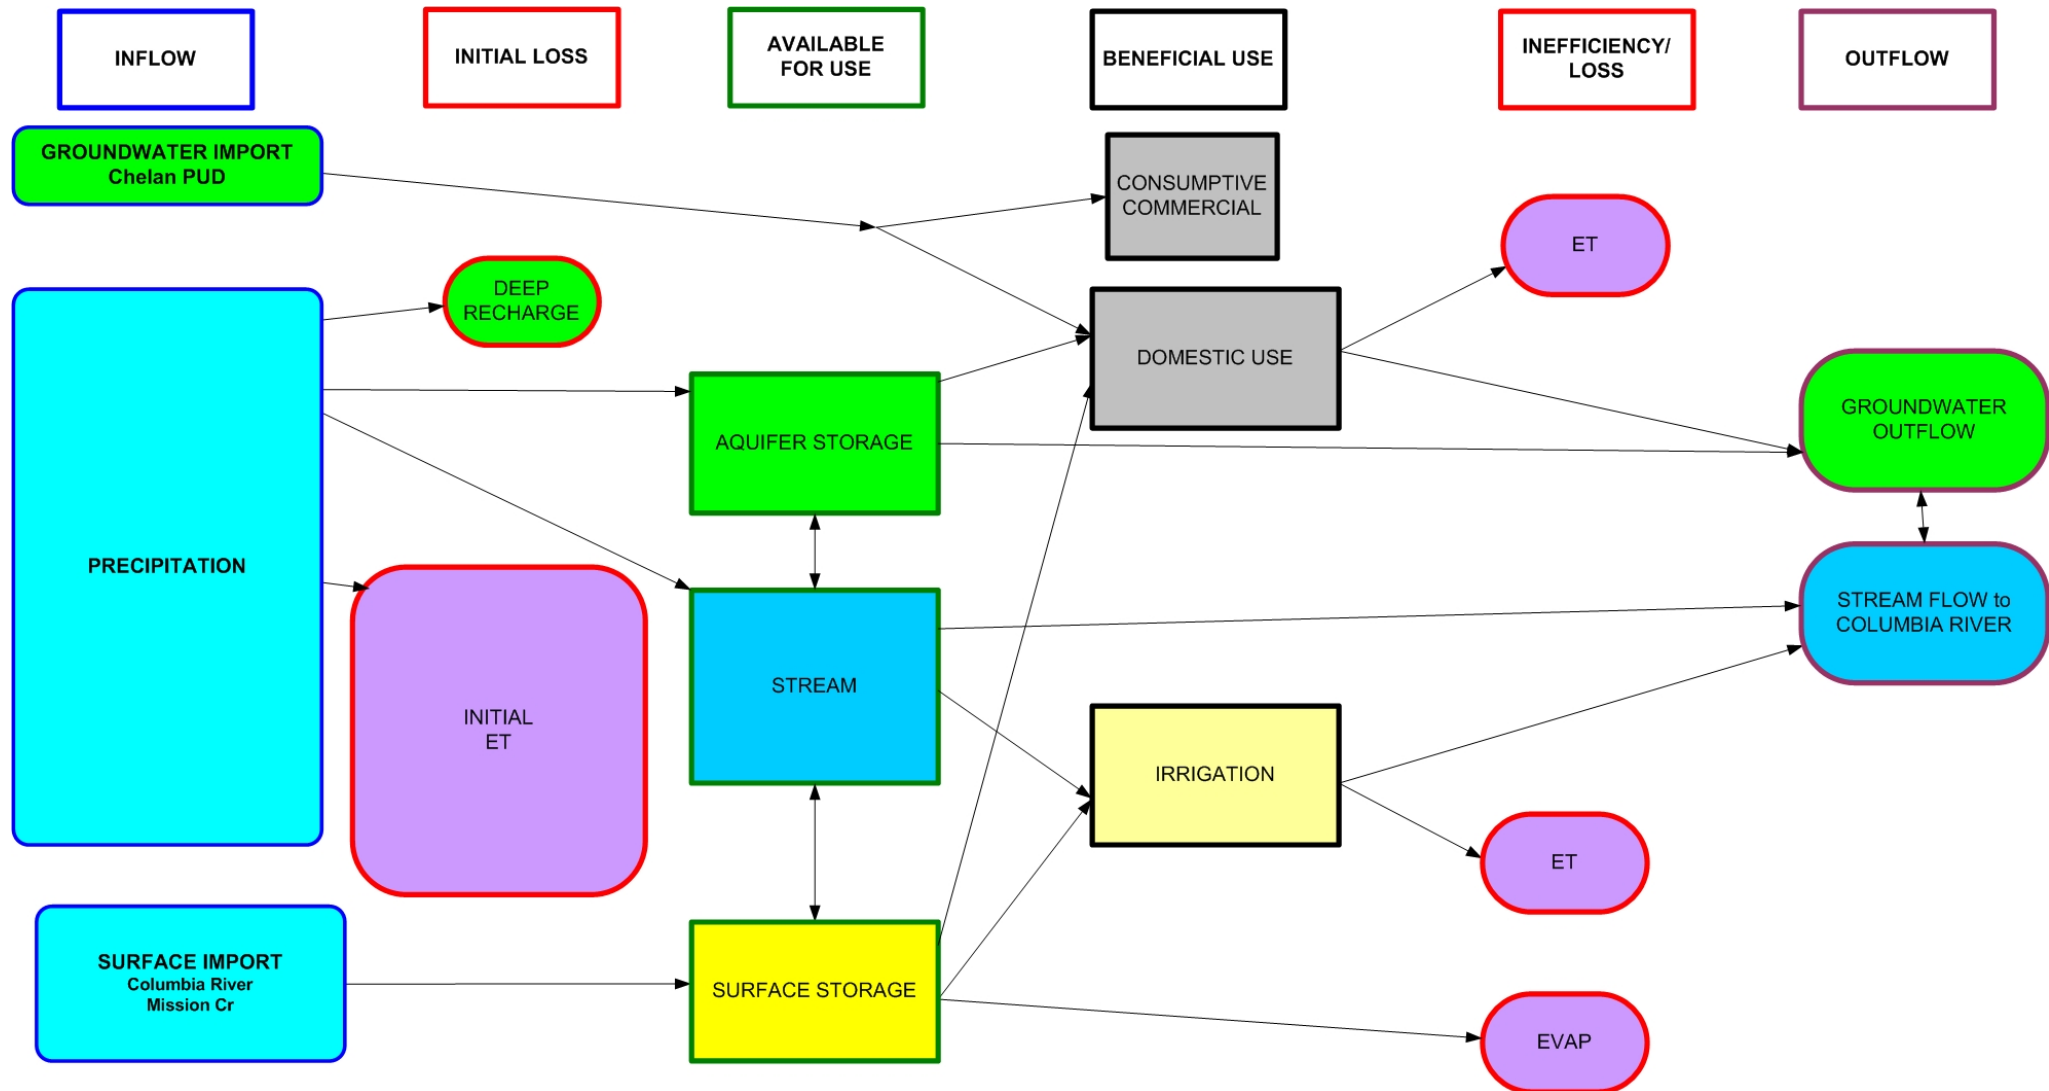 INFLOW
INITIAL LOSS
AVAILABLE
FOR USE
BENEFICIAL USE
INEFFICIENCY/
LOSS
OUTFLOW
GROUNDWATER IMPORT
Chelan PUD
CONSUMPTIVE
COMMERCIAL
ET
DEEP
RECHARGE
DOMESTIC USE
AQUIFER STORAGE
GROUNDWATER
OUTFLOW
PRECIPITATION
STREAM FLOW to
COLUMBIA RIVER
INITIAL
ET
STREAM
IRRIGATION
ET
SURFACE IMPORT
Columbia River
Mission Cr
SURFACE STORAGE
EVAP